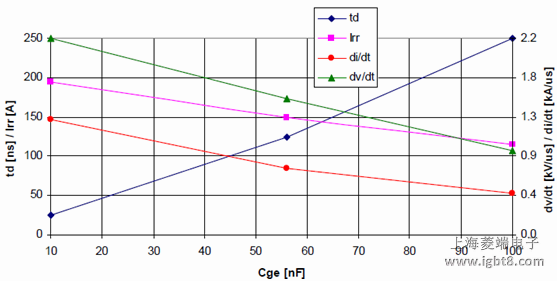 td
Irr
di/dt
dv/dt
250
200
150
100
50
0
td [ns] / Irr [A]
2.2
1.8
1.3
0.9
0.4
0.0
dv/dt [kV/us] / di/dt [kA/us]
10
20
30
40
50
60
70
80
90
100
Cge [nF]
上海菱端电子
www.igbt8.com